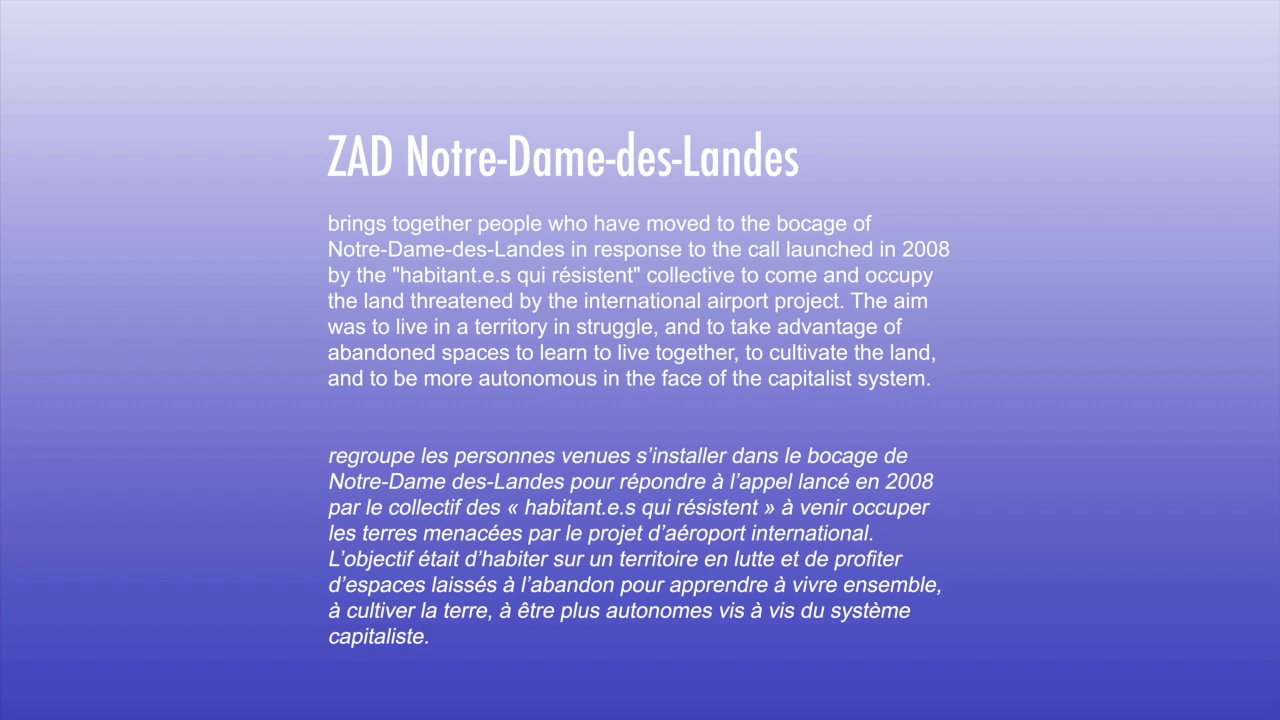 ZAD Notre-Dame-des-Landes
brings together people who have moved to the bocage of
Notre-Dame-des-Landes in response to the call launched in 2008
by the "habitant.e.s qui résistent" collective to come and occupy
the land threatened by the international airport project. The aim
was to live in a territory in struggle, and to take advantage of
abandoned spaces to learn to live together, to cultivate the land,
and to be more autonomous in the face of the capitalist system.
regroupe les personnes venues s’installer dans le bocage de
Notre-Dame des-Landes pour répondre à l’appel lancé en 2008
par le collectif des « habitant.e.s qui résistent » à venir occuper
les terres menacées par le projet d’aéroport international.
L’objectif était d’habiter sur un territoire en lutte et de profiter
d’espaces laissés à l’abandon pour apprendre à vivre ensemble,
à cultiver la terre, à être plus autonomes vis à vis du système
capitaliste.